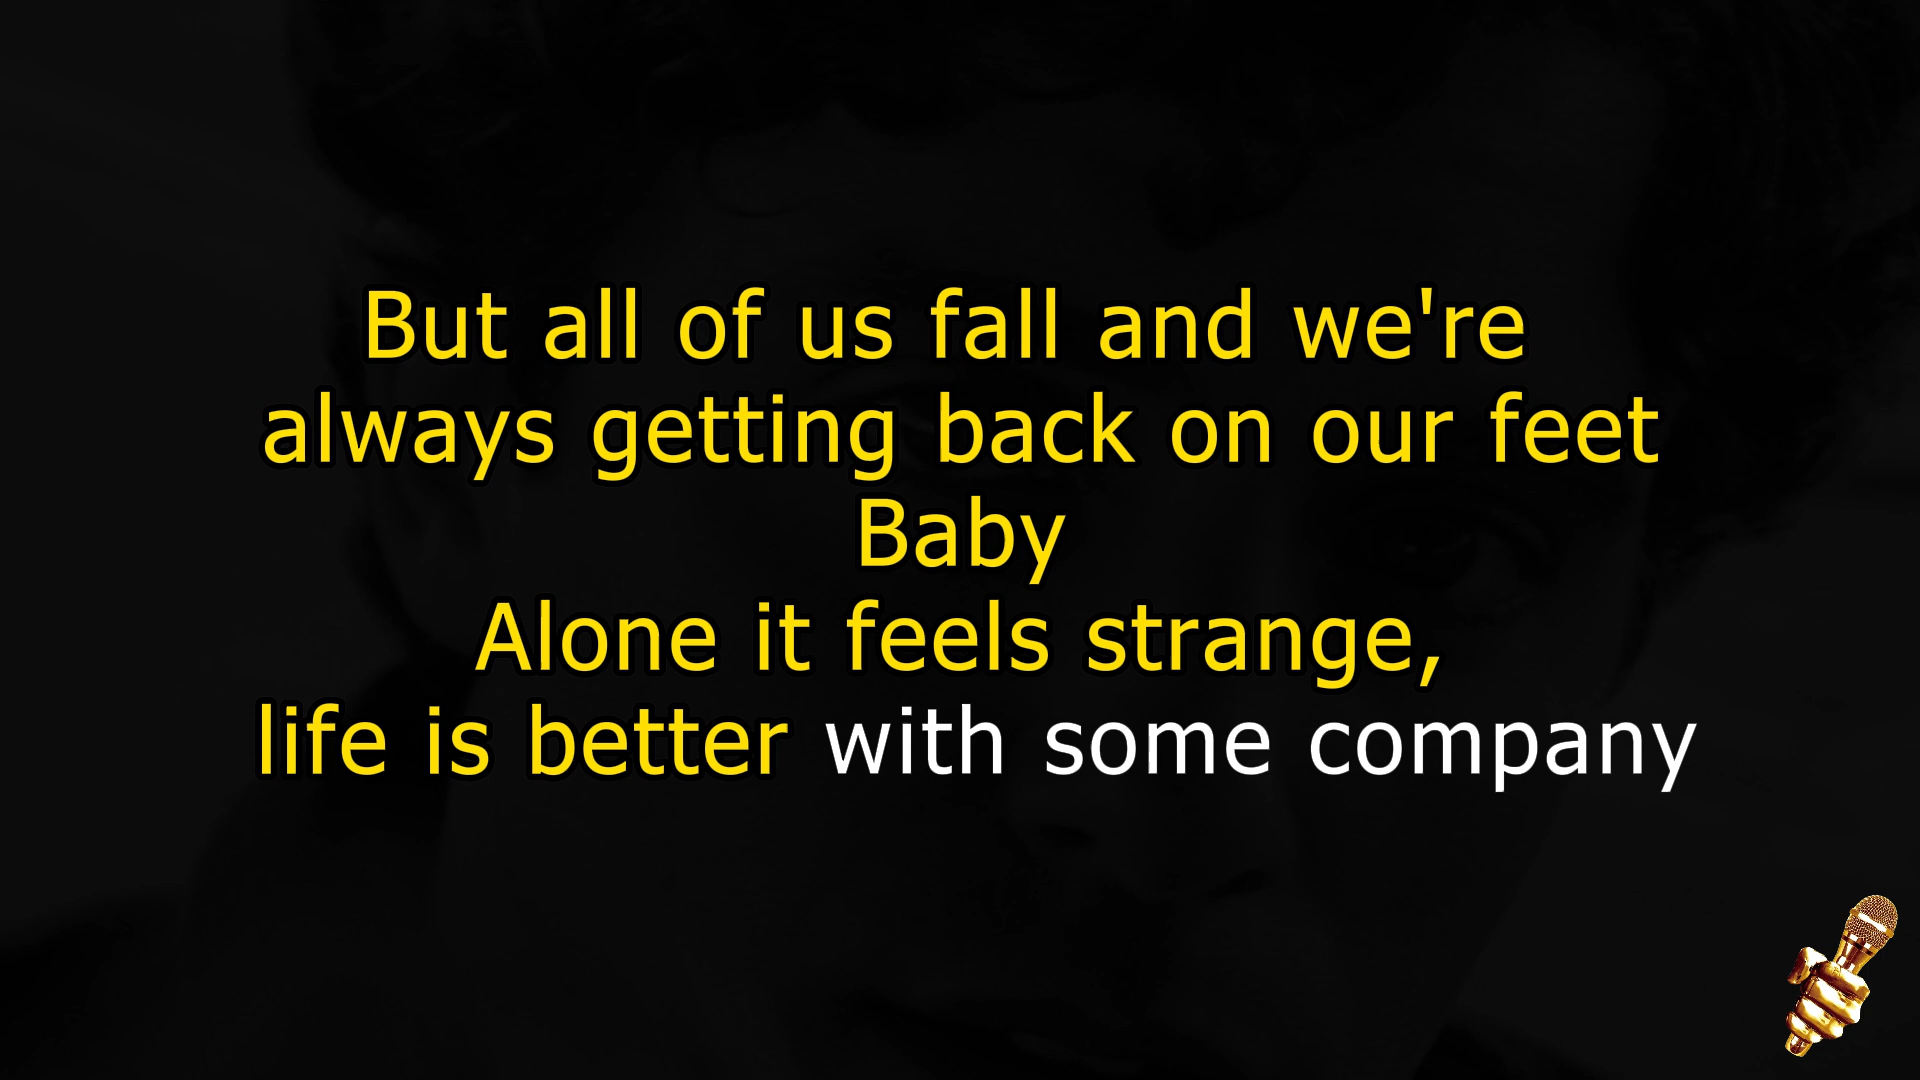 But all of us fall and we're
always getting back on our feet
Baby
Alone it feels strange,
life is better with some company